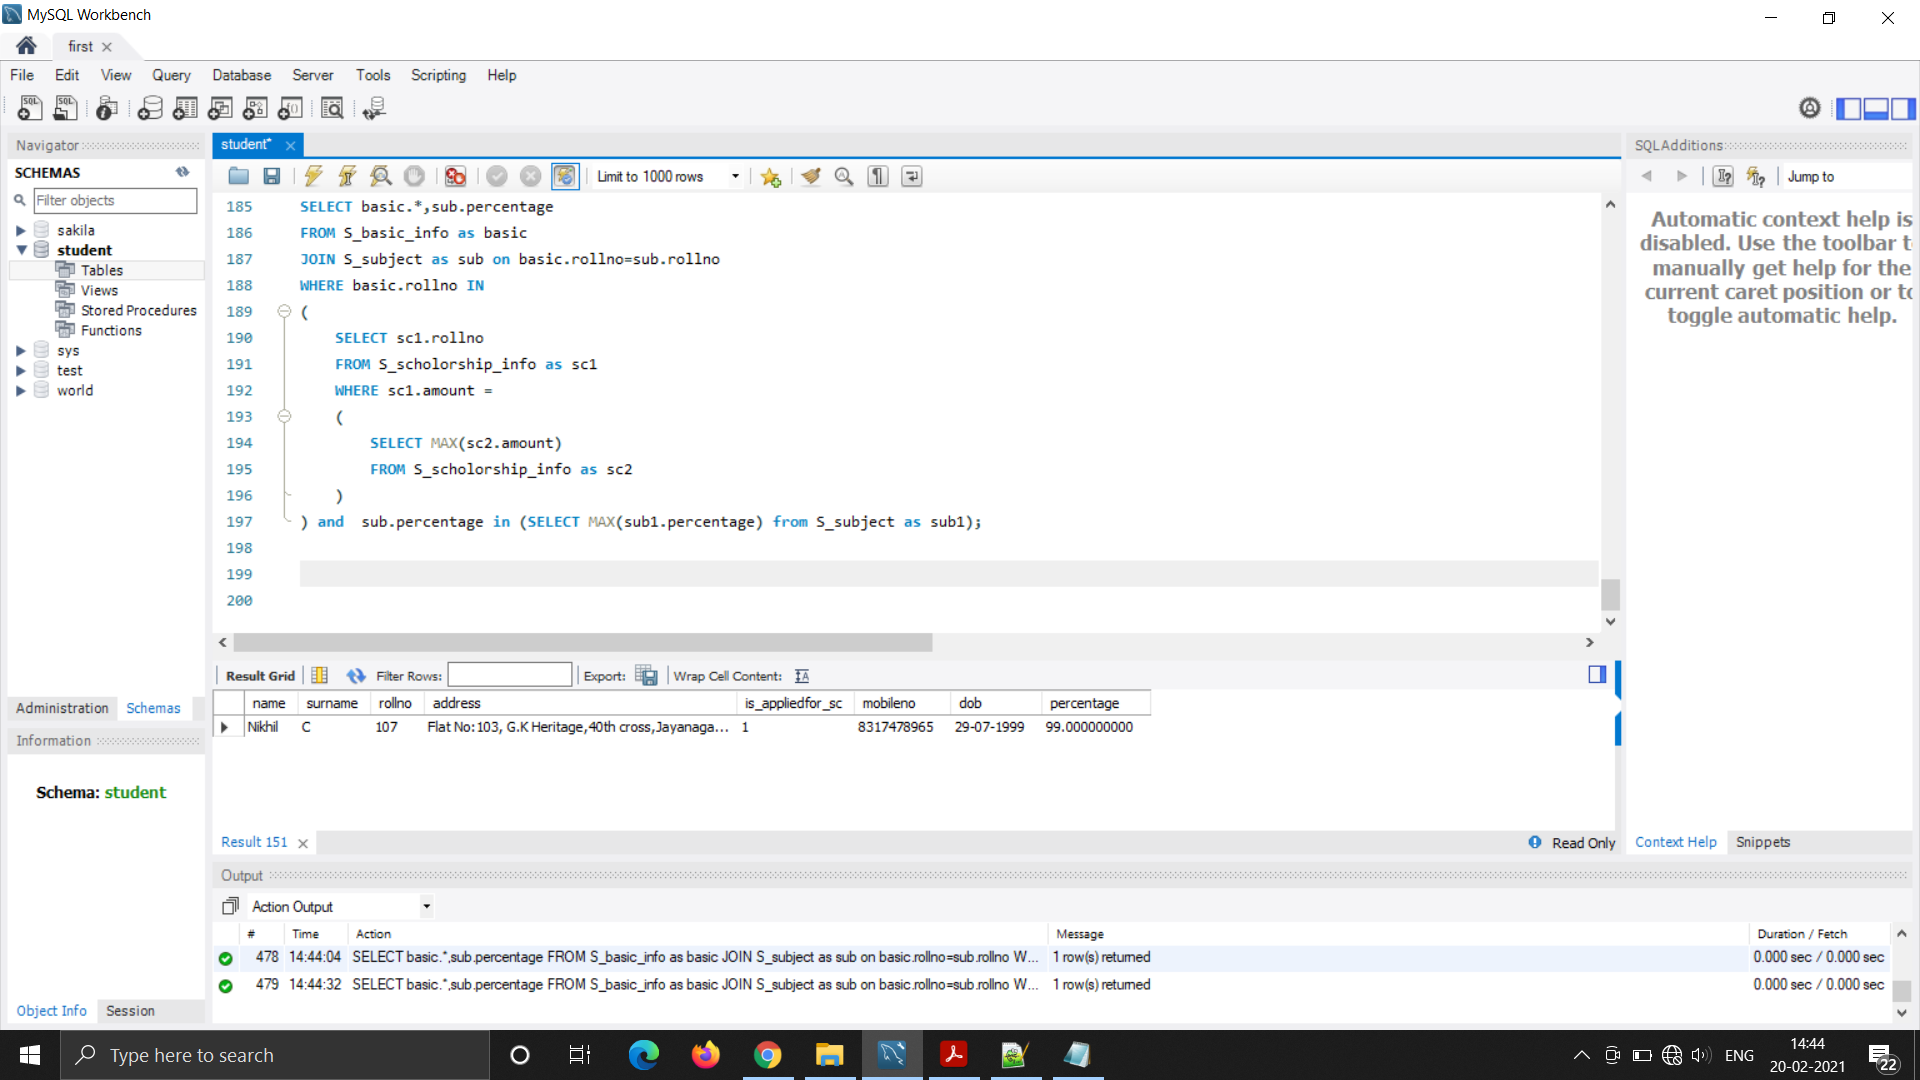 MySQL Workbench
first
File Edit View Query Database Server Tools Scripting Help
Navigator
SCHEMAS
Filter objects
sakila
student
Tables
Views
Stored Procedures
Functions
sys
test
world
Administration Schemas
Information
Schema: student
Object Info Session
student*
Limit to 1000 rows
185 SELECT basic.*,sub.percentage
186 FROM S_basic_info as basic
187 JOIN S_subject as sub on basic.rollno=sub.rollno
188 WHERE basic.rollno IN
189 (
190 SELECT sc1.rollno
191 FROM S_scholorship_info as sc1
192 WHERE sc1.amount =
193 (
194 SELECT MAX(sc2.amount)
195 FROM S_scholorship_info as sc2
196 )
197 ) and  sub.percentage in (SELECT MAX(sub1.percentage) from S_subject as sub1);
198
199
200
Result Grid Filter Rows: Export: Wrap Cell Content:
name surname rollno address is_appliedfor_sc mobileno dob percentage
Nikhil C 107 Flat No:103, G.K Heritage,40th cross,Jayanaga... 1 8317478965 29-07-1999 99.000000000
Result 151 Read Only
Output
Action Output
# Time Action Message Duration / Fetch
478 14:44:04 SELECT basic.*,sub.percentage FROM S_basic_info as basic JOIN S_subject as sub on basic.rollno=sub.rollno W... 1 row(s) returned 0.000 sec / 0.000 sec
479 14:44:32 SELECT basic.*,sub.percentage FROM S_basic_info as basic JOIN S_subject as sub on basic.rollno=sub.rollno W... 1 row(s) returned 0.000 sec / 0.000 sec
SQLAdditions
Jump to
Automatic context help is
disabled. Use the toolbar t
manually get help for the
current caret position or to
toggle automatic help.
Context Help Snippets
Type here to search
ENG
14:44
20-02-2021
22